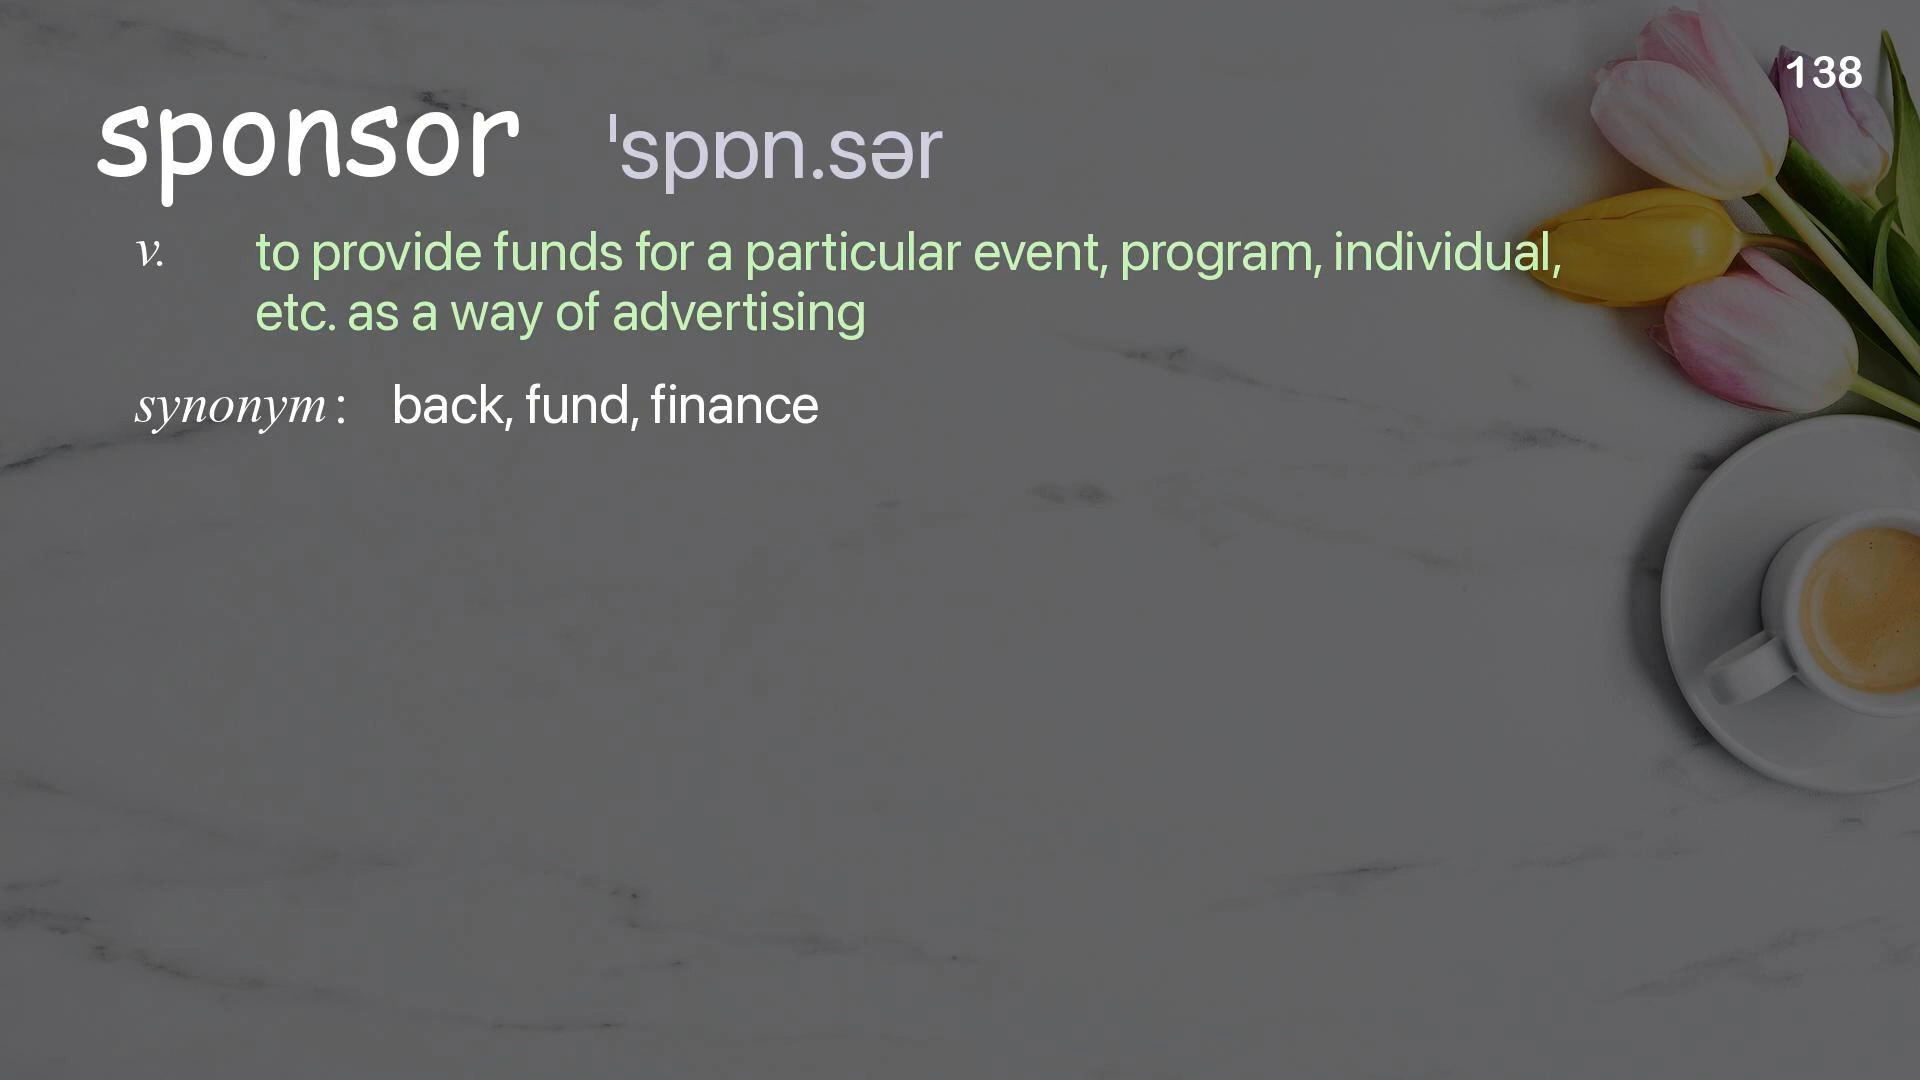 138
sponsor ˈspɒn.sər
v. to provide funds for a particular event, program, individual,
etc. as a way of advertising
synonym : back, fund, finance